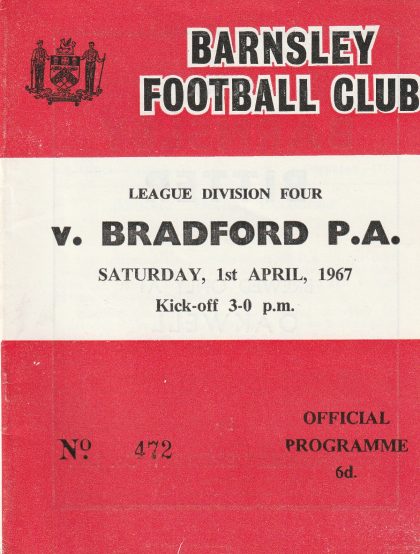 BARNSLEY
FOOTBALL CLUB
LEAGUE DIVISION FOUR
v. BRADFORD P.A.
SATURDAY, 1st APRIL, 1967
Kick-off 3-0 p.m.
OFFICIAL
Nº 472 PROGRAMME
6d.